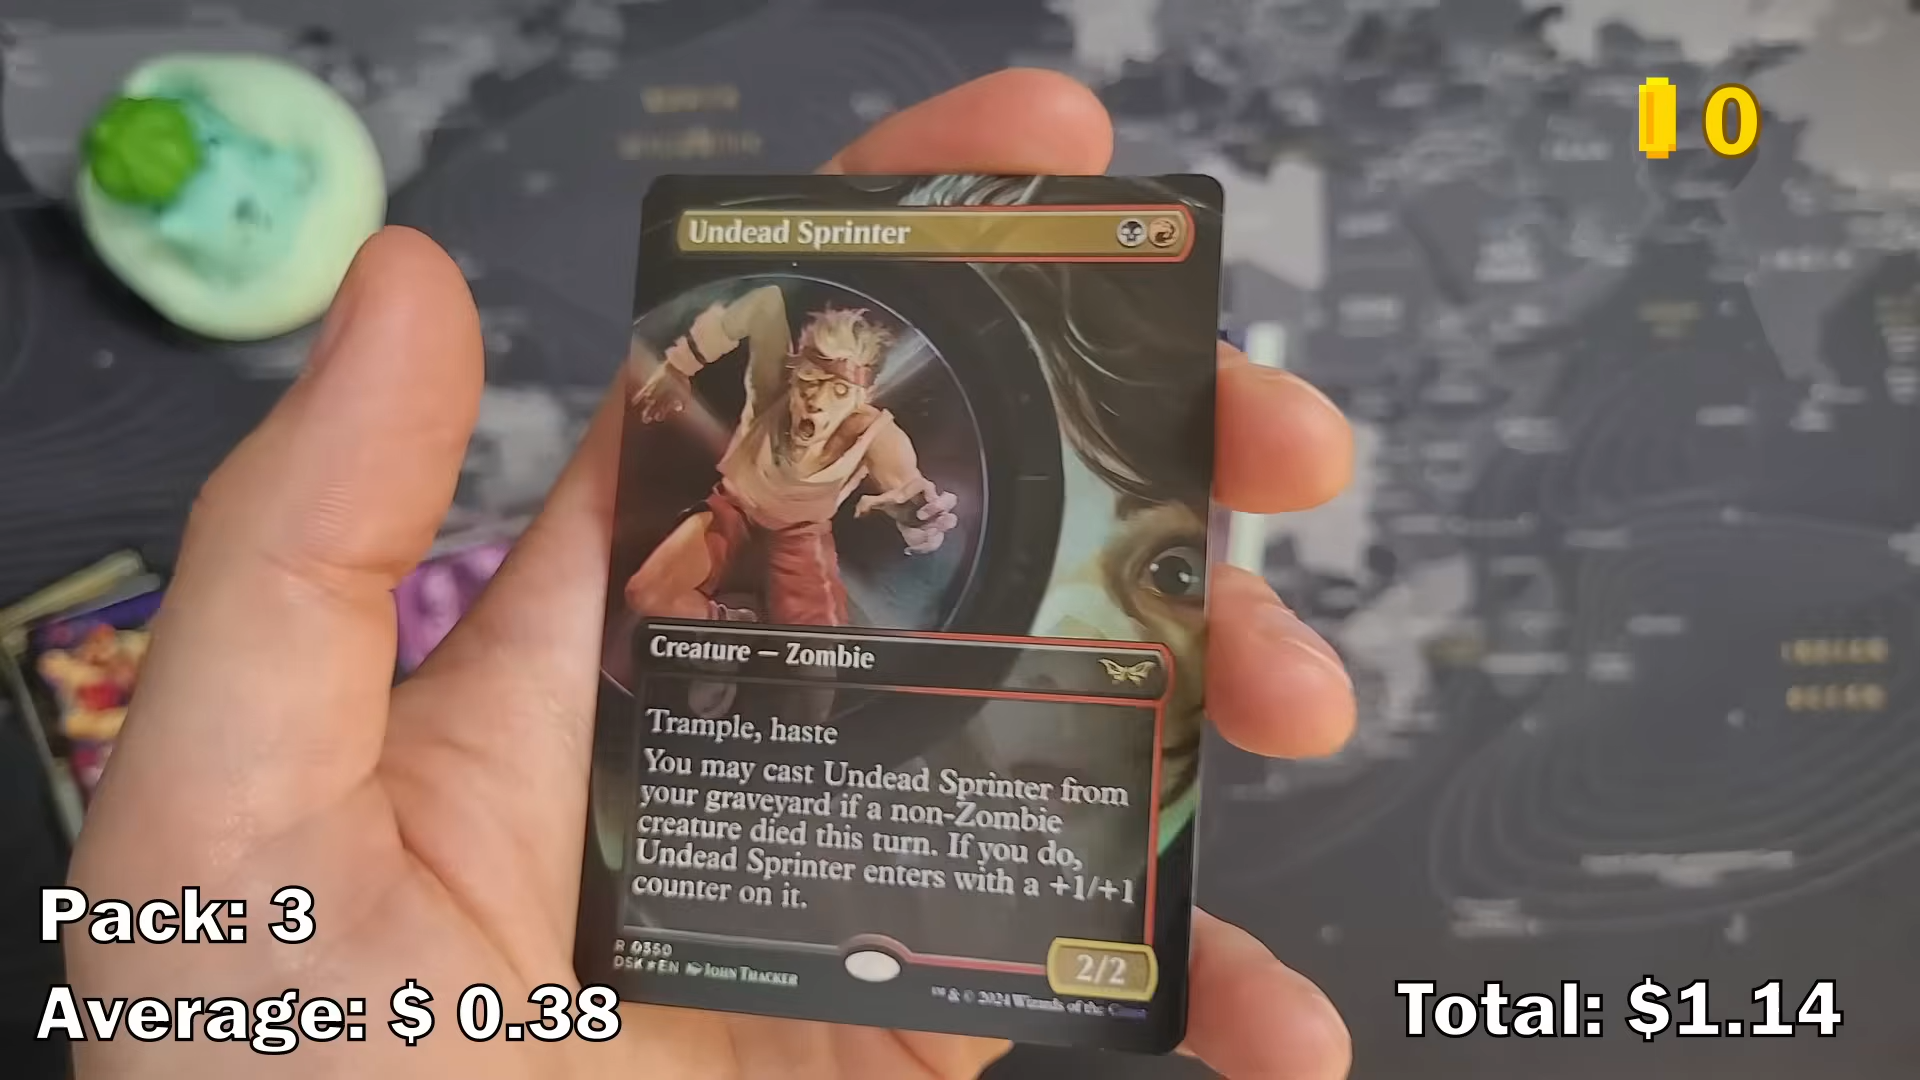 0
Undead Sprinter
Creature — Zombie
Trample, haste
You may cast Undead Sprinter from
your graveyard if a non-Zombie
creature died this turn. If you do,
Undead Sprinter enters with a +1/+1
counter on it.
R 0350
DSK★EN John Thacker
2/2
™ & © 2024 Wizards of the Coast
Pack: 3
Average: $ 0.38
Total: $1.14